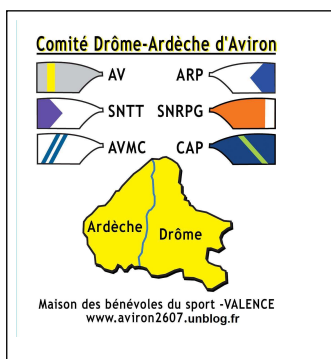 Comité Drôme-Ardèche d'Aviron
AV ARP
SNTT SNRPG
AVMC CAP
Ardèche Drôme
Maison des bénévoles du sport -VALENCE
www.aviron2607.unblog.fr